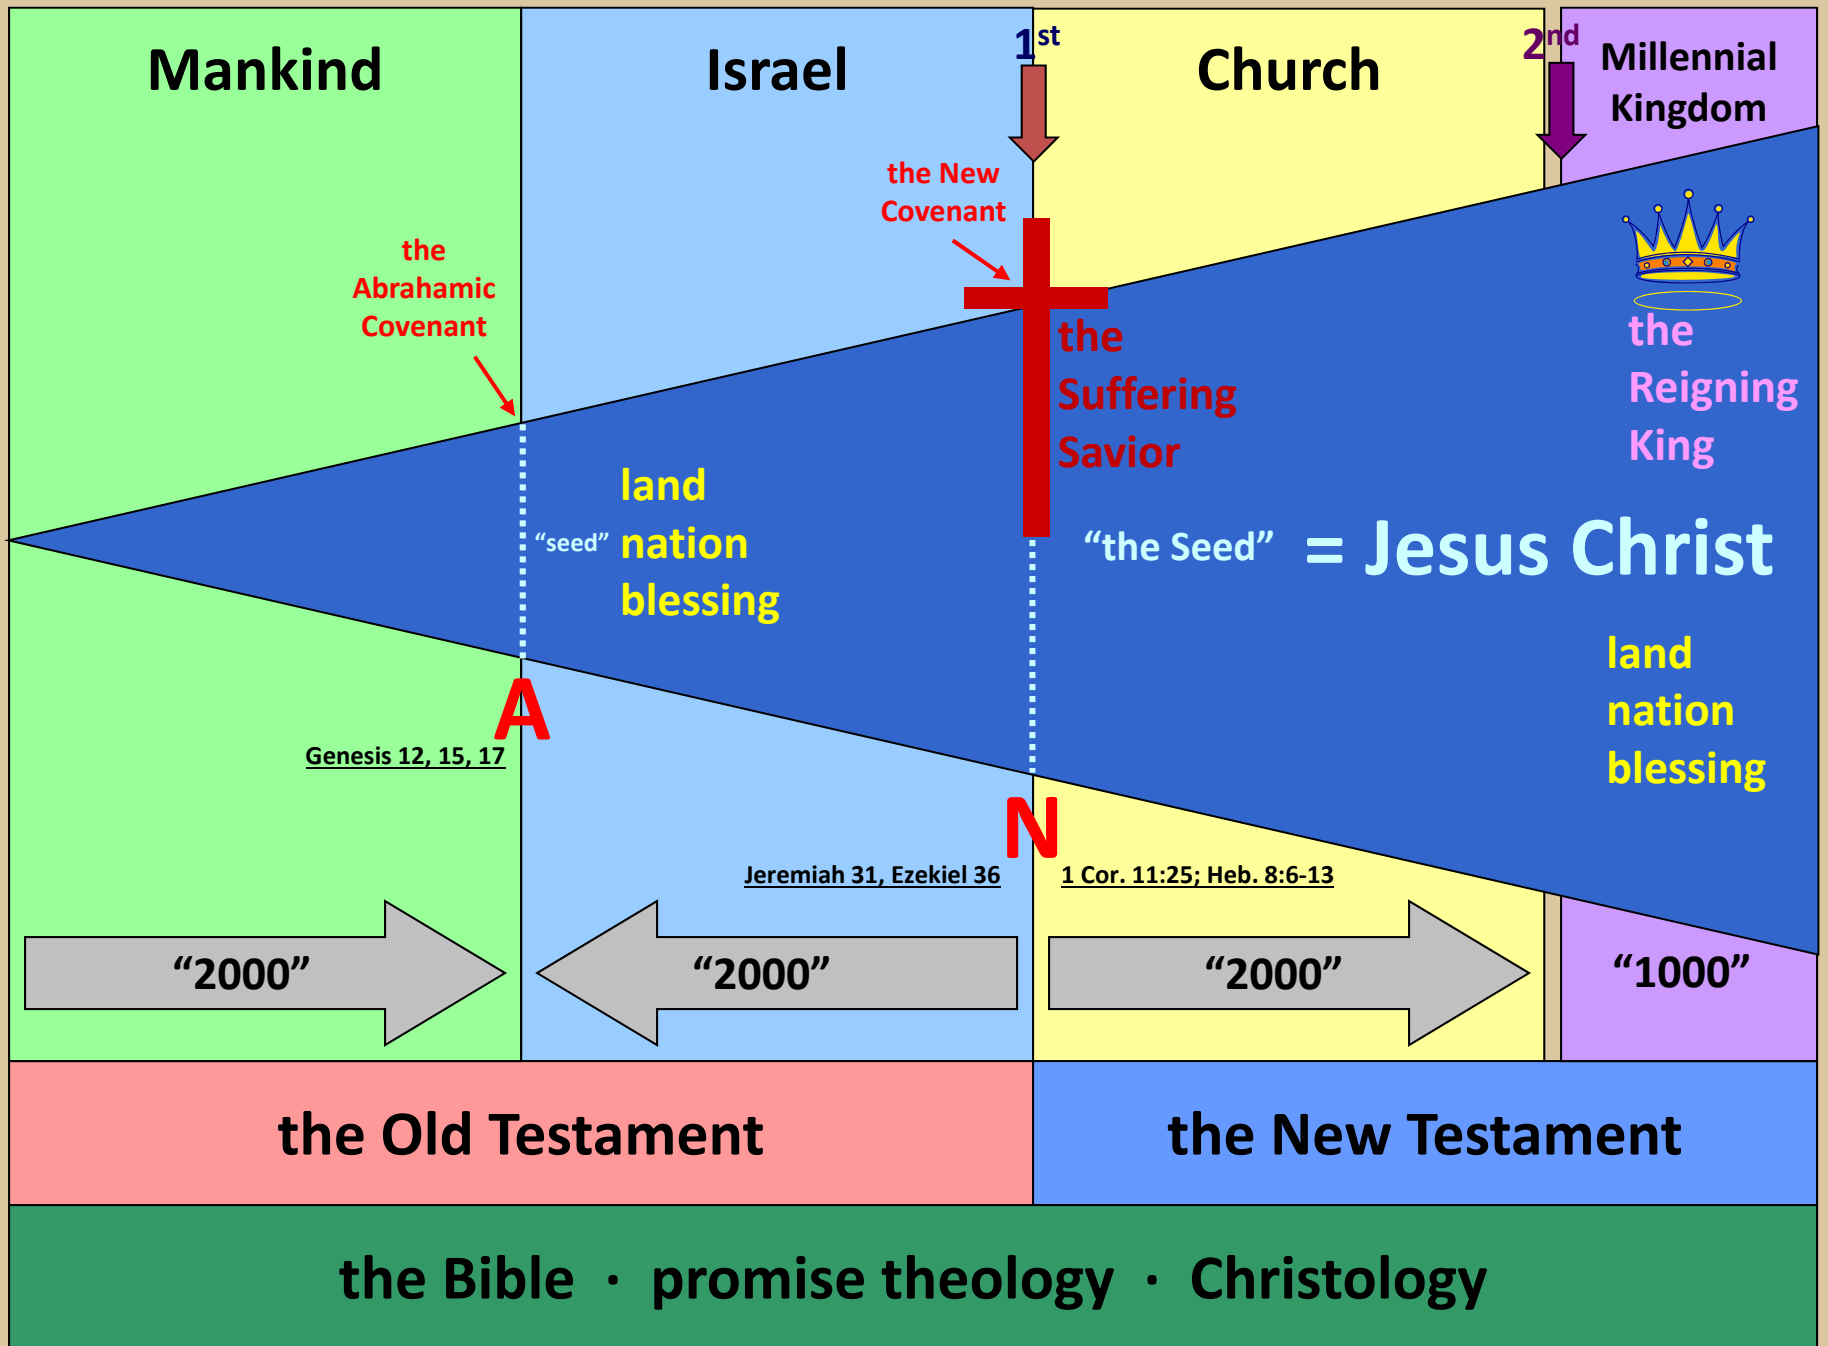 Mankind
Israel
1st
Church
2nd
Millennial
Kingdom
the
Abrahamic
Covenant
the New
Covenant
the
Suffering
Savior
the
Reigning
King
“seed”
land
nation
blessing
“the Seed” = Jesus Christ
land
nation
blessing
A
Genesis 12, 15, 17
N
Jeremiah 31, Ezekiel 36
1 Cor. 11:25; Heb. 8:6-13
“2000”
“2000”
“2000”
“1000”
the Old Testament
the New Testament
the Bible · promise theology · Christology